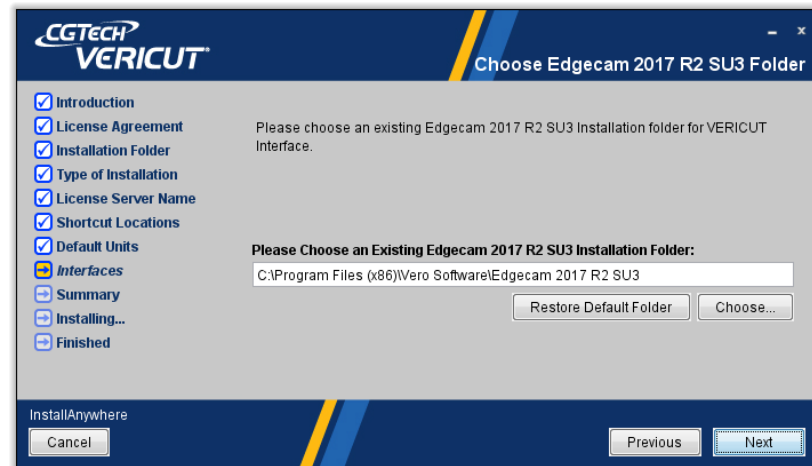 CGTECH
VERICUT
Choose Edgecam 2017 R2 SU3 Folder
Introduction
License Agreement
Installation Folder
Type of Installation
License Server Name
Shortcut Locations
Default Units
Interfaces
Summary
Installing...
Finished
Please choose an existing Edgecam 2017 R2 SU3 Installation folder for VERICUT
Interface.
Please Choose an Existing Edgecam 2017 R2 SU3 Installation Folder:
C:\Program Files (x86)\Vero Software\Edgecam 2017 R2 SU3
Restore Default Folder
Choose...
InstallAnywhere
Cancel
Previous
Next